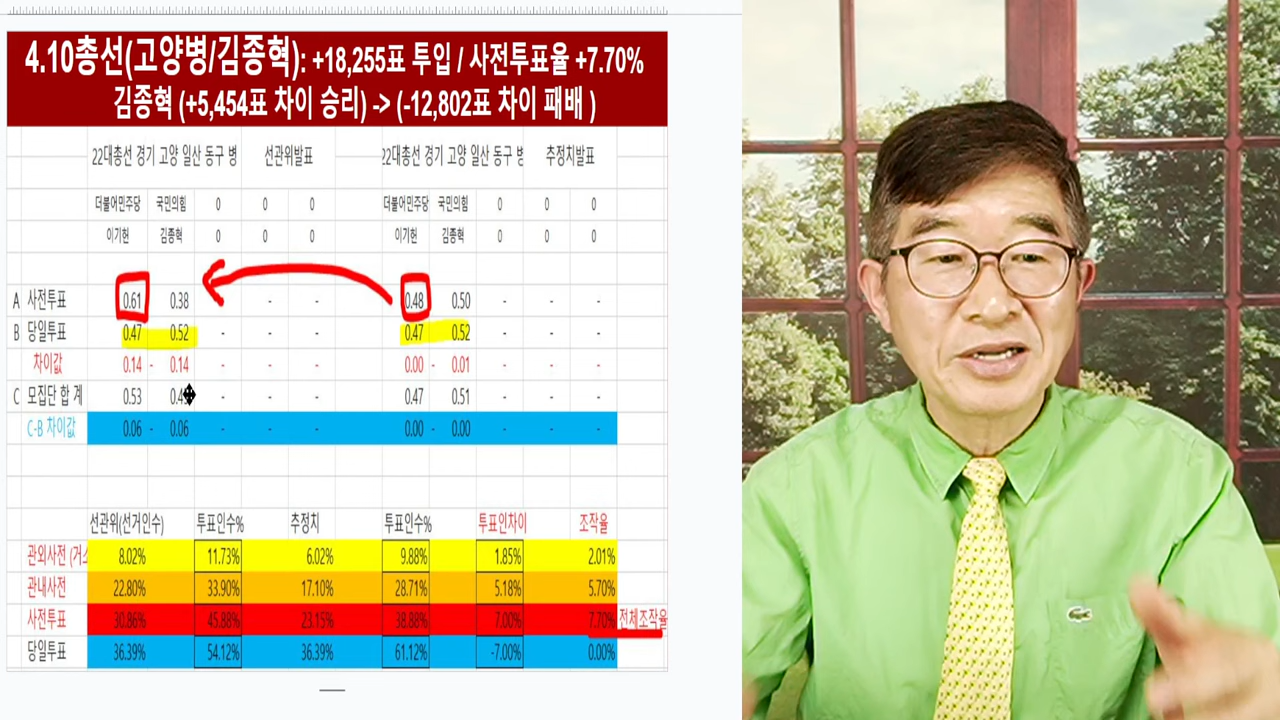 4.10총선(고양병/김종혁): +18,255표 투입 / 사전투표율 +7.70%
김종혁 (+5,454표 차이 승리) -> (-12,802표 차이 패배 )
22대총선 경기 고양 일산 동구 병 선관위발표 22대총선 경기 고양 일산 동구 병 추정치발표
더불어민주당 국민의힘 0 0 0 더불어민주당 국민의힘 0 0 0
이기헌 김종혁 0 0 0 이기헌 김종혁 0 0 0
A 사전투표 0.61 0.38 - - - 0.48 0.50 - - -
B 당일투표 0.47 0.52 - - - 0.47 0.52 - - -
차이값 0.14 - 0.14 - - - 0.00 - 0.01 - - -
C 모집단 합 계 0.53 - - - 0.47 0.51 - - -
C-B 차이값 0.06 - 0.06 - - - 0.00 - 0.00 - - -
선관위(선거인수) 투표인수% 추정치 투표인수% 투표인차이 조작율
관외사전 (거소 8.02% 11.73% 6.02% 9.88% 1.85% 2.01%
관내사전 22.80% 33.90% 17.10% 28.71% 5.18% 5.70%
사전투표 30.86% 45.88% 23.15% 38.88% 7.00% 7.70% 전체조작율
당일투표 36.39% 54.12% 36.39% 61.12% -7.00% 0.00%